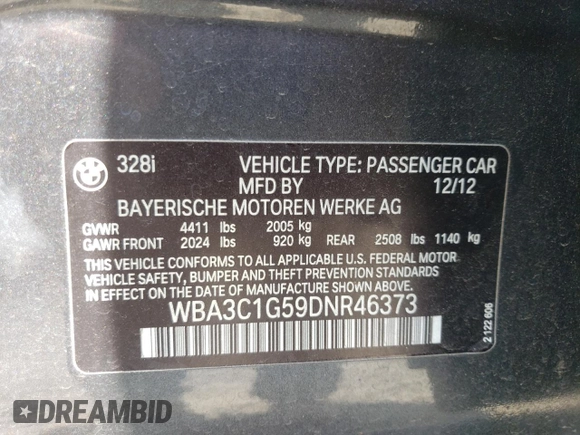 328i VEHICLE TYPE: PASSENGER CAR
MFD BY 12/12
BAYERISCHE MOTOREN WERKE AG
GVWR 4411 lbs 2005 kg
GAWR FRONT 2024 lbs 920 kg REAR 2508 lbs 1140 kg
THIS VEHICLE CONFORMS TO ALL APPLICABLE U.S. FEDERAL MOTOR
VEHICLE SAFETY, BUMPER AND THEFT PREVENTION STANDARDS
IN EFFECT ON THE DATE OF MANUFACTURE SHOWN ABOVE.
WBA3C1G59DNR46373
2 122 606
DREAMBID